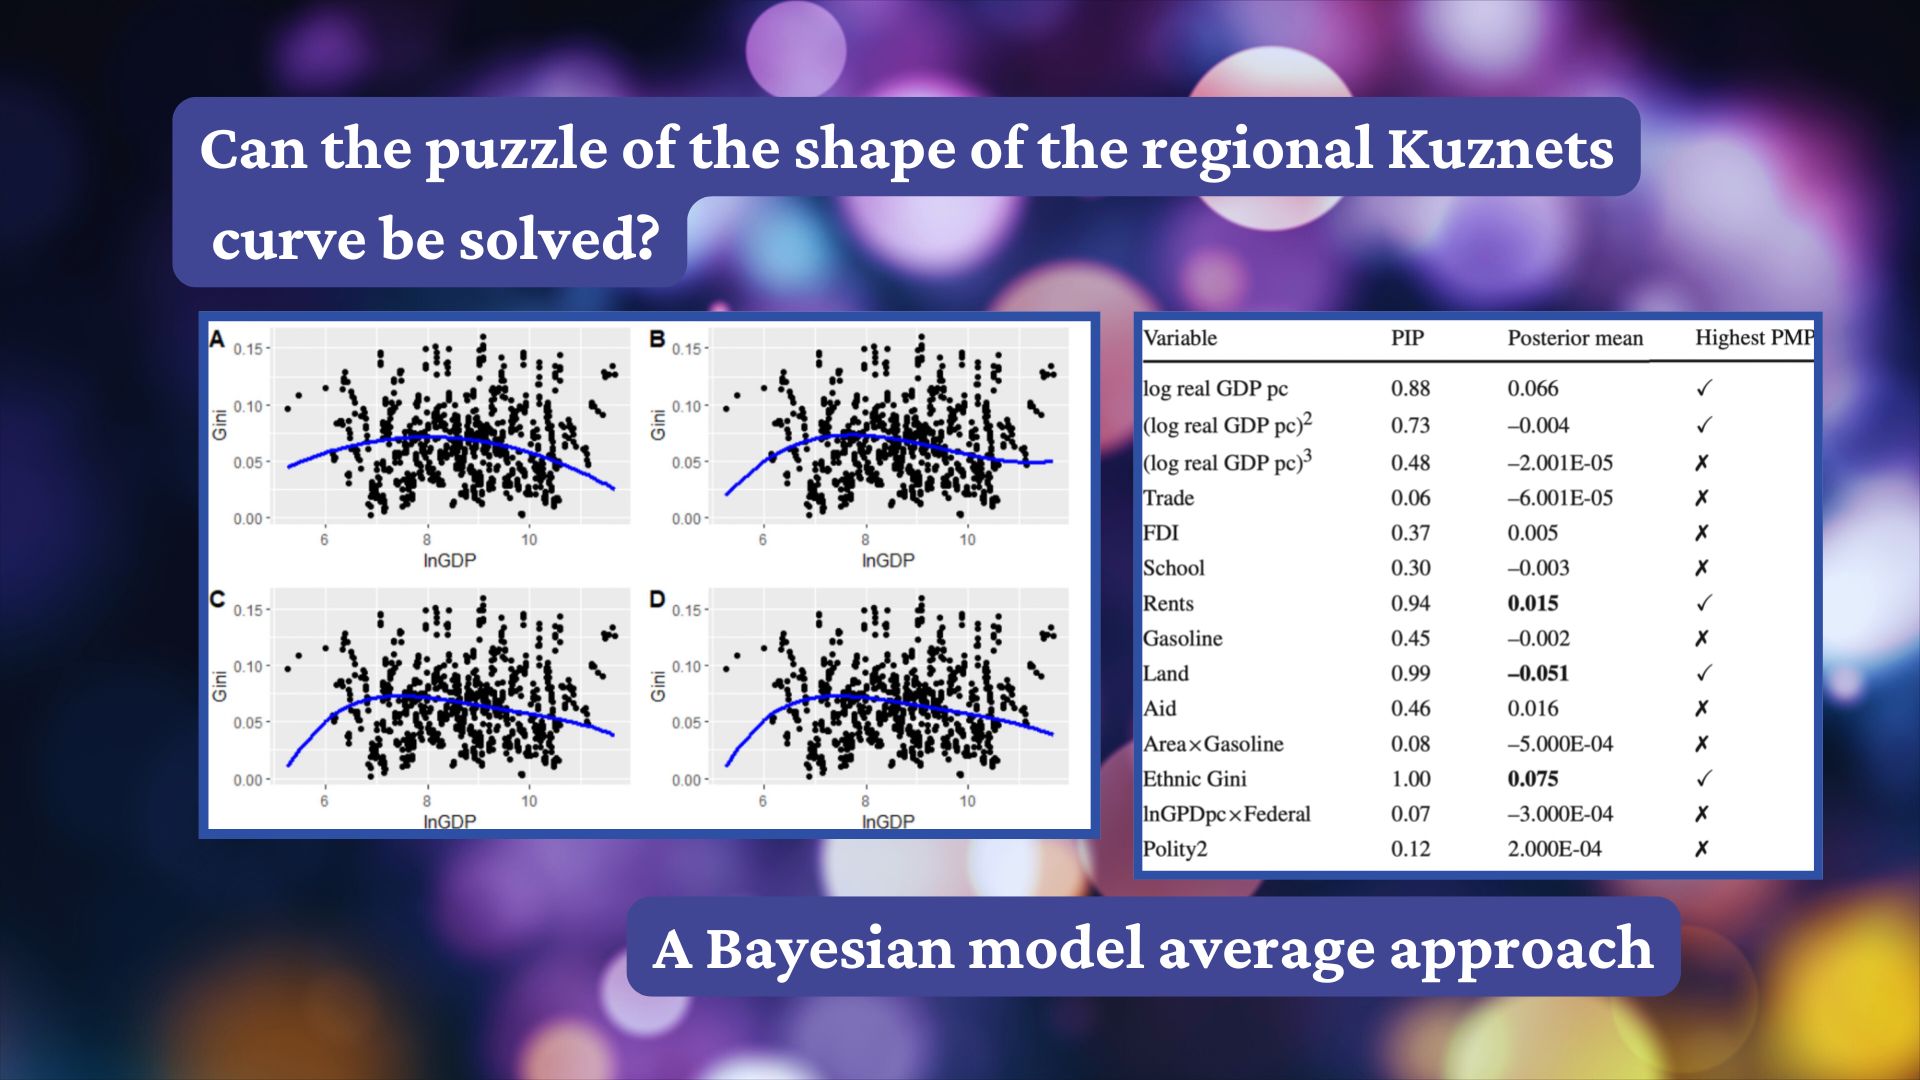 Can the puzzle of the shape of the regional Kuznets
curve be solved?
A
0.15
0.10
0.05
0.00
Gini
6 8 10
lnGDP
B
0.15
0.10
0.05
0.00
Gini
6 8 10
lnGDP
C
0.15
0.10
0.05
0.00
Gini
6 8 10
lnGDP
D
0.15
0.10
0.05
0.00
Gini
6 8 10
lnGDP
Variable PIP Posterior mean Highest PMP
log real GDP pc 0.88 0.066 ✓
(log real GDP pc)² 0.73 –0.004 ✓
(log real GDP pc)³ 0.48 –2.001E-05 ✗
Trade 0.06 –6.001E-05 ✗
FDI 0.37 0.005 ✗
School 0.30 –0.003 ✗
Rents 0.94 0.015 ✓
Gasoline 0.45 –0.002 ✗
Land 0.99 –0.051 ✓
Aid 0.46 0.016 ✗
Area×Gasoline 0.08 –5.000E-04 ✗
Ethnic Gini 1.00 0.075 ✓
lnGPDpc×Federal 0.07 –3.000E-04 ✗
Polity2 0.12 2.000E-04 ✗
A Bayesian model average approach